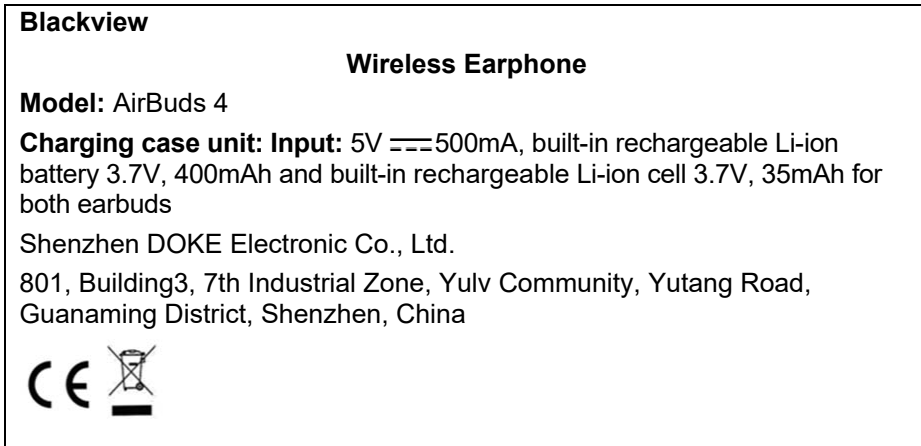 Blackview
Wireless Earphone
Model: AirBuds 4
Charging case unit: Input: 5V ⎓500mA, built-in rechargeable Li-ion
battery 3.7V, 400mAh and built-in rechargeable Li-ion cell 3.7V, 35mAh for
both earbuds
Shenzhen DOKE Electronic Co., Ltd.
801, Building3, 7th Industrial Zone, Yulv Community, Yutang Road,
Guanaming District, Shenzhen, China
CE